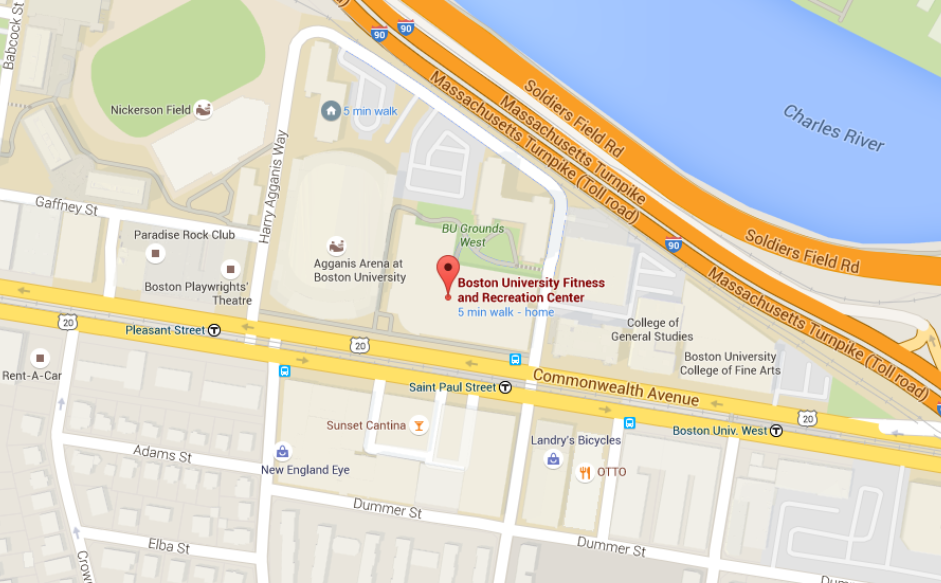 Babcock St
90
90
Soldiers Field Rd
Massachusetts Turnpike
Massachusetts Turnpike (Toll road)
Charles River
Nickerson Field
5 min walk
Harry Agganis Way
Gaffney St
Paradise Rock Club
BU Grounds
West
90
Soldiers Field Rd
Agganis Arena at
Boston University
Boston Playwrights'
Theatre
Boston University Fitness
and Recreation Center
5 min walk - home
Massachusetts Turnpike (Toll road)
20
Pleasant Street
T
20
College of
General Studies
Boston University
College of Fine Arts
Rent-A-Car
Saint Paul Street
T
Commonwealth Avenue
20
Sunset Cantina
Boston Univ. West
T
Landry's Bicycles
Adams St
New England Eye
OTTO
Dummer St
Elba St
Dummer St
Crow
Dumm